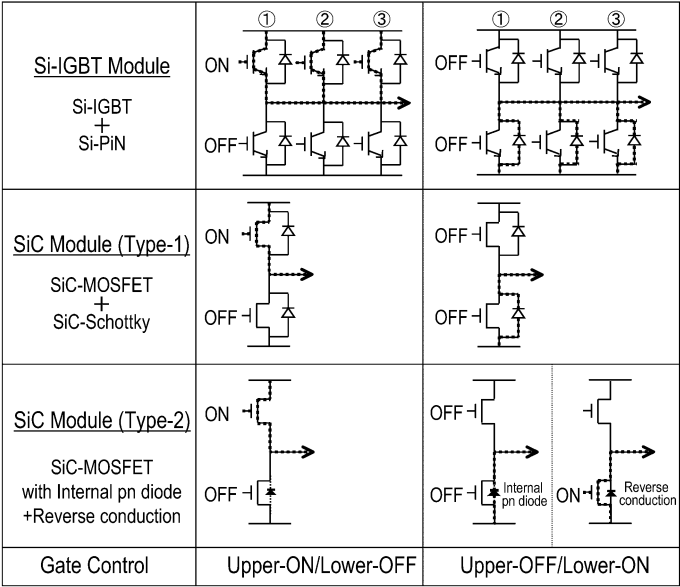 ① ② ③
① ② ③
Si-IGBT Module
Si-IGBT
+
Si-PiN
ON
OFF
OFF
OFF
SiC Module (Type-1)
SiC-MOSFET
+
SiC-Schottky
ON
OFF
OFF
OFF
SiC Module (Type-2)
SiC-MOSFET
with Internal pn diode
+Reverse conduction
ON
OFF
OFF
OFF
Internal
pn diode
ON
Reverse
conduction
Gate Control
Upper-ON/Lower-OFF
Upper-OFF/Lower-ON